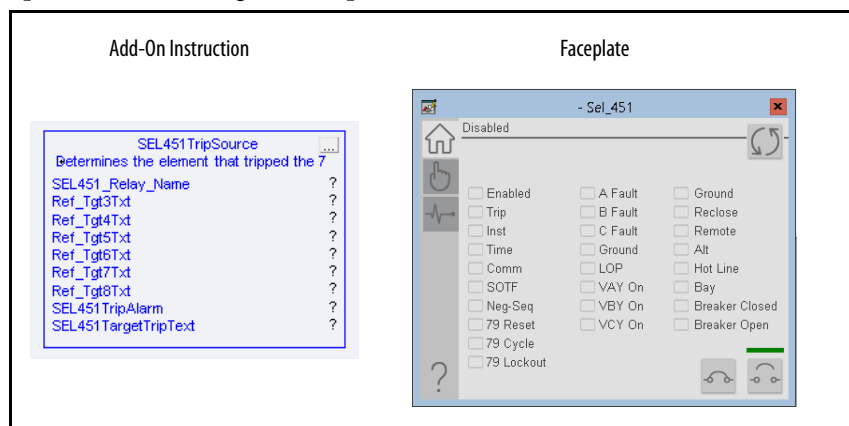 Add-On Instruction
Faceplate
SEL451TripSource
...
Determines the element that tripped the 7
SEL451_Relay_Name ?
Ref_Tgt3Txt ?
Ref_Tgt4Txt ?
Ref_Tgt5Txt ?
Ref_Tgt6Txt ?
Ref_Tgt7Txt ?
Ref_Tgt8Txt ?
SEL451TripAlarm ?
SEL451TargetTripText ?
- Sel_451
Disabled
Enabled A Fault Ground
Trip B Fault Reclose
Inst C Fault Remote
Time Ground Alt
Comm LOP Hot Line
SOTF VAY On Bay
Neg-Seq VBY On Breaker Closed
79 Reset VCY On Breaker Open
79 Cycle
79 Lockout
?